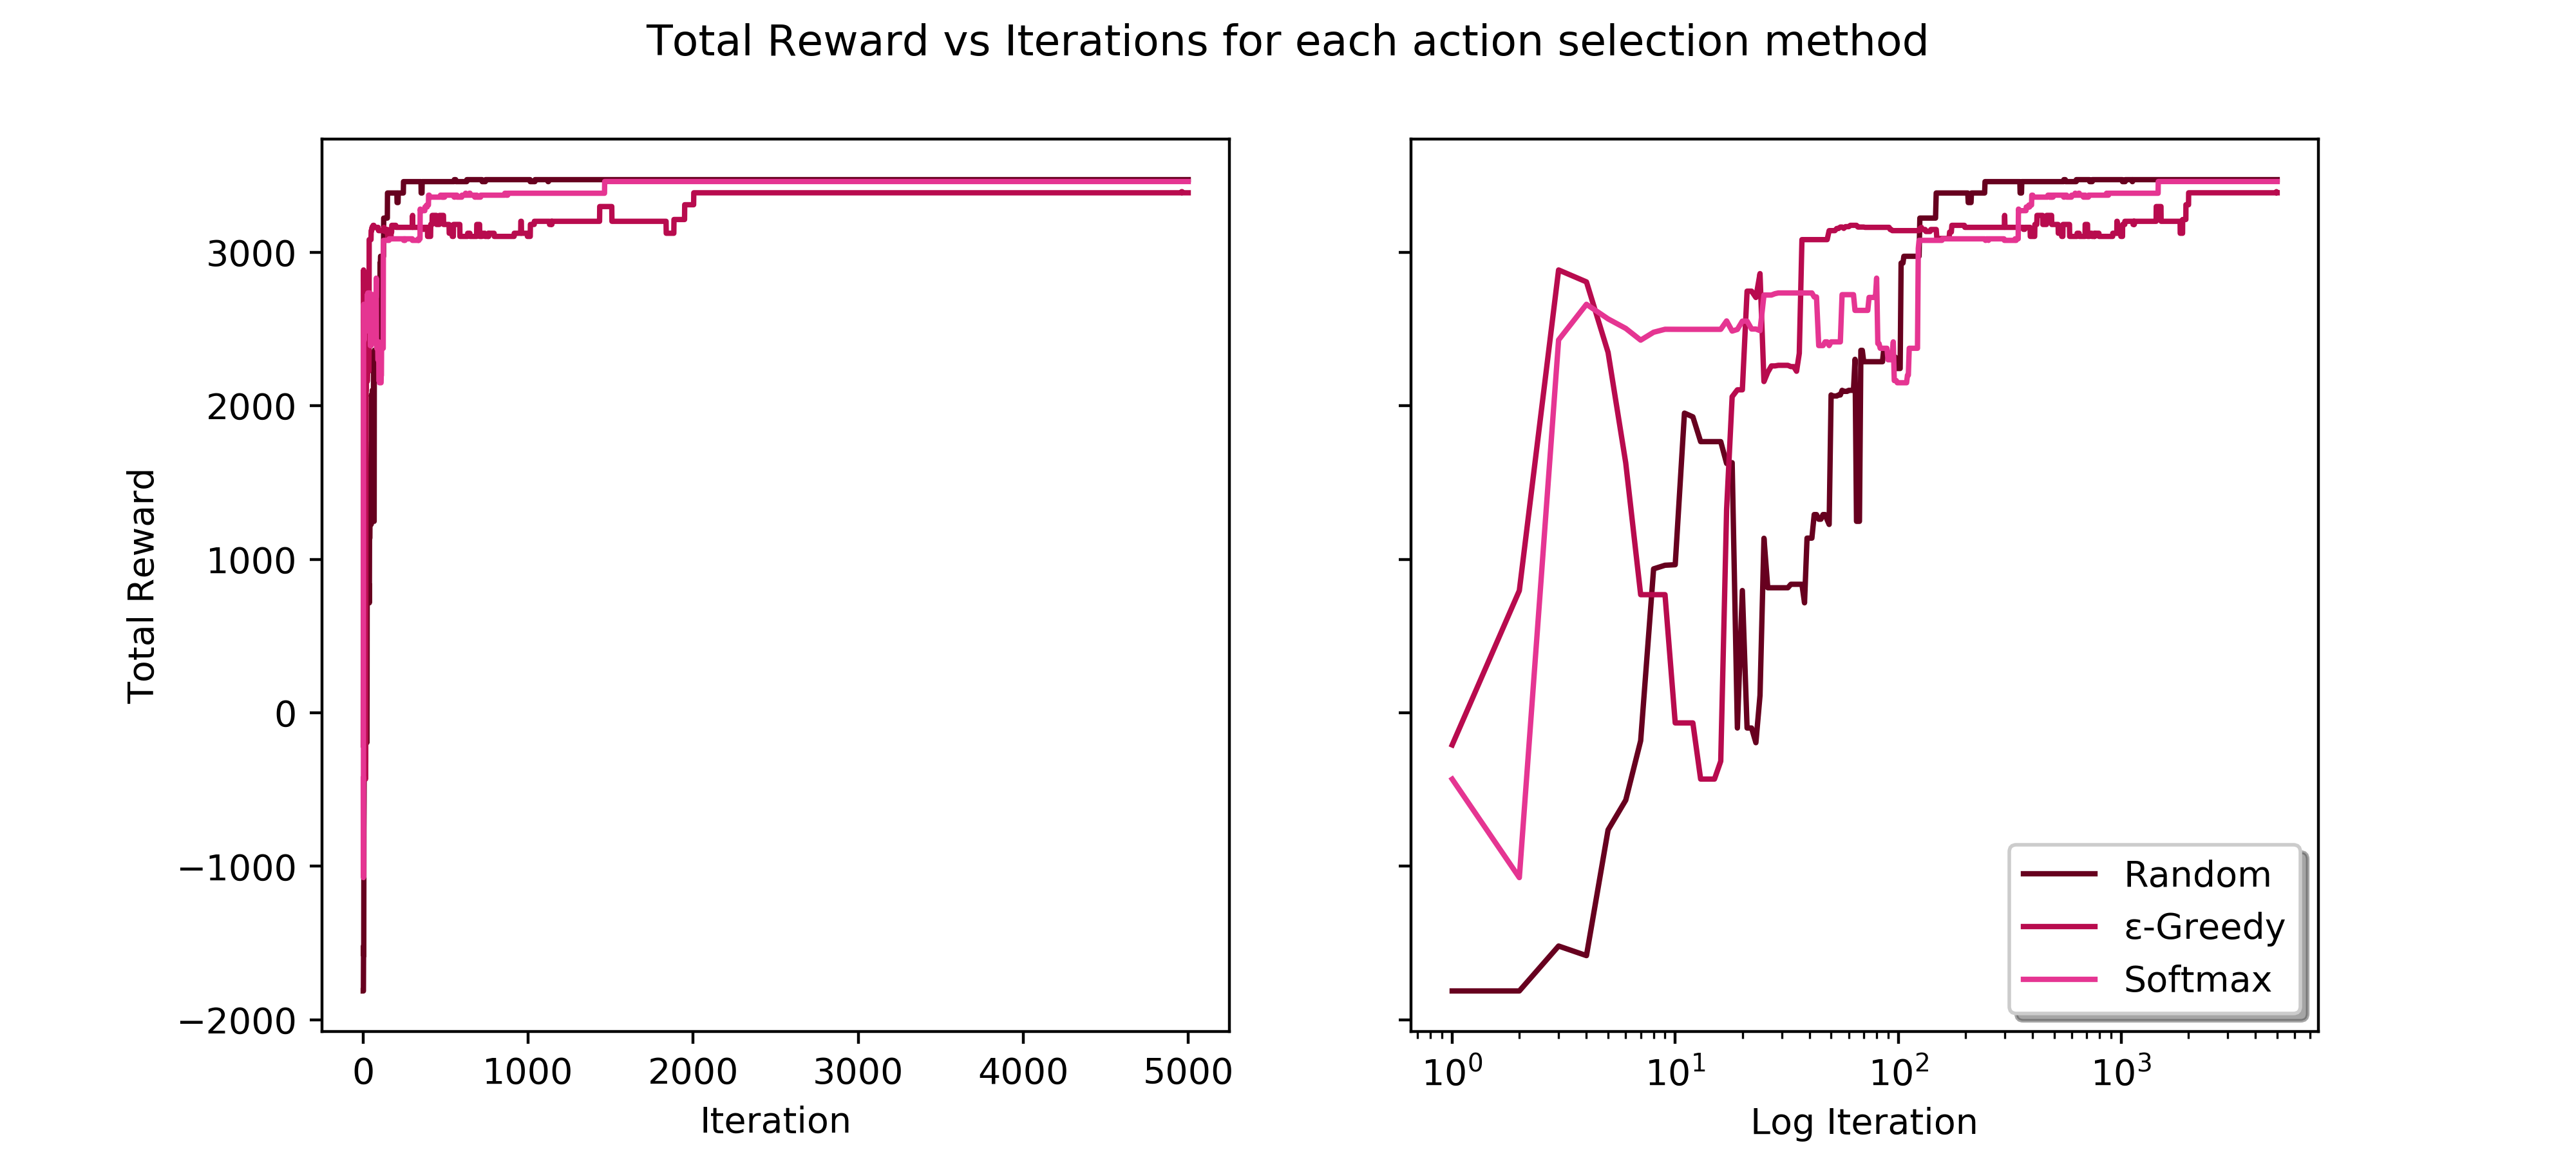 Total Reward vs Iterations for each action selection method
Total Reward
3000
2000
1000
0
−1000
−2000
0 1000 2000 3000 4000 5000
Iteration
10⁰ 10¹ 10² 10³
Log Iteration
Random
ε-Greedy
Softmax